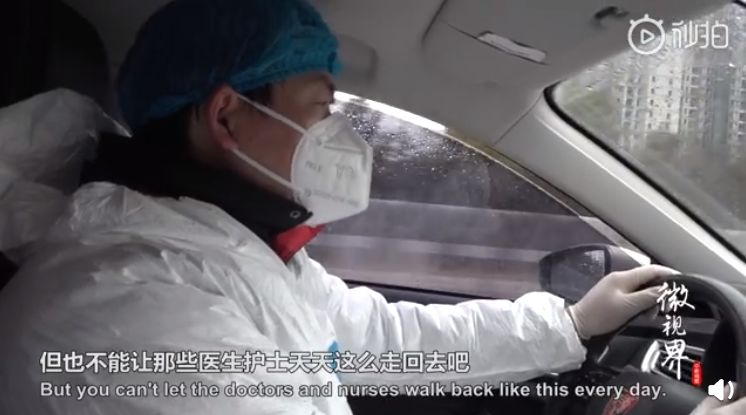 秒拍
微视界
但也不能让那些医生护士天天这么走回去吧
But you can't let the doctors and nurses walk back like this every day.